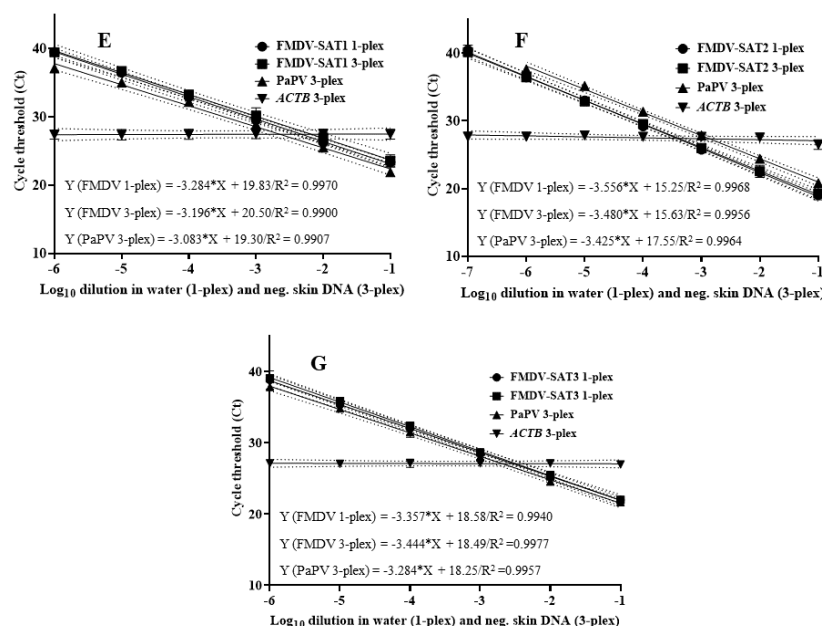 E
FMDV-SAT1 1-plex
FMDV-SAT1 3-plex
PaPV 3-plex
ACTB 3-plex
Cycle threshold (Ct)
40
30
20
10
Y (FMDV 1-plex) = -3.284*X + 19.83/R² = 0.9970
Y (FMDV 3-plex) = -3.196*X + 20.50/R² = 0.9900
Y (PaPV 3-plex) = -3.083*X + 19.30/R² = 0.9907
-6 -5 -4 -3 -2 -1
Log₁₀ dilution in water (1-plex) and neg. skin DNA (3-plex)
F
FMDV-SAT2 1-plex
FMDV-SAT2 3-plex
PaPV 3-plex
ACTB 3-plex
Cycle threshold (Ct)
40
30
20
10
Y (FMDV 1-plex) = -3.556*X + 15.25/R² = 0.9968
Y (FMDV 3-plex) = -3.480*X + 15.63/R² = 0.9956
Y (PaPV 3-plex) = -3.425*X + 17.55/R² = 0.9964
-7 -6 -5 -4 -3 -2 -1
Log₁₀ dilution in water (1-plex) and neg. skin DNA (3-plex)
G
FMDV-SAT3 1-plex
FMDV-SAT3 1-plex
PaPV 3-plex
ACTB 3-plex
Cycle threshold (Ct)
40
30
20
10
Y (FMDV 1-plex) = -3.357*X + 18.58/R² = 0.9940
Y (FMDV 3-plex) = -3.444*X + 18.49/R² =0.9977
Y (PaPV 3-plex) = -3.284*X + 18.25/R² =0.9957
-6 -5 -4 -3 -2 -1
Log₁₀ dilution in water (1-plex) and neg. skin DNA (3-plex)